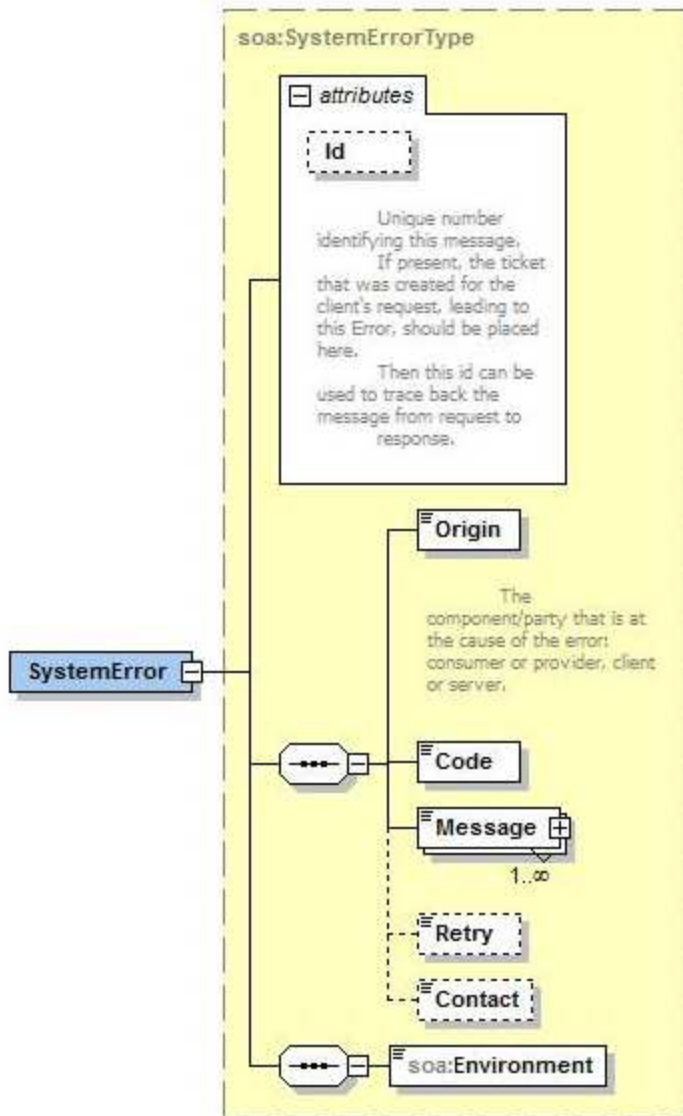 soa:SystemErrorType
attributes
Id
Unique number
identifying this message.
If present, the ticket
that was created for the
client's request, leading to
this Error, should be placed
here.
Then this id can be
used to trace back the
message from request to
response.
Origin
The
component/party that is at
the cause of the error:
consumer or provider, client
or server.
SystemError
Code
Message
1..∞
Retry
Contact
soa:Environment